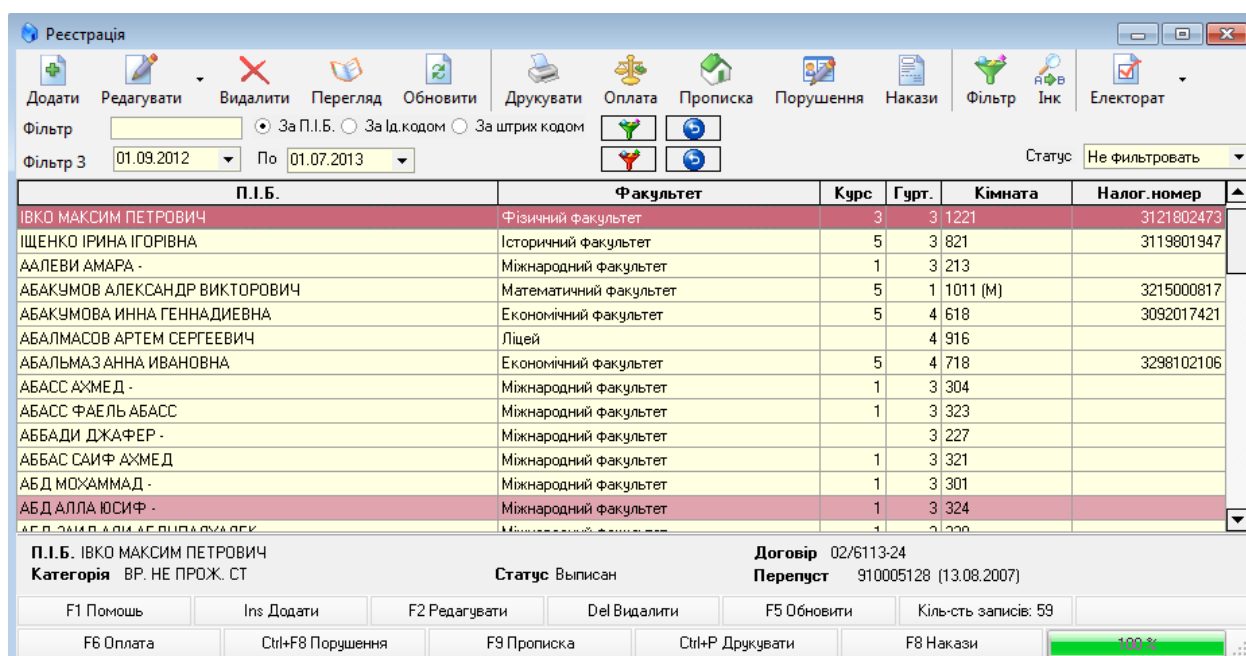 Реєстрація
Додати Редагувати Видалити Перегляд Обновити Друкувати Оплата Прописка Порушення Накази Фільтр Інк Електорат
Фільтр За П.І.Б. За Ід.кодом За штрих кодом
Фільтр З 01.09.2012 По 01.07.2013 Статус Не фильтровать
П.І.Б. Факультет Курс Гурт. Кімната Налог.номер
ІВКО МАКСИМ ПЕТРОВИЧ Фізичний факультет 3 3 1221 3121802473
ІЩЕНКО ІРИНА ІГОРІВНА Історичний факультет 5 3 821 3119801947
ААЛЕВИ АМАРА - Міжнародний факультет 1 3 213
АБАКУМОВ АЛЕКСАНДР ВИКТОРОВИЧ Математичний факультет 5 1 1011 (М) 3215000817
АБАКУМОВА ИННА ГЕННАДИЕВНА Економічний факультет 5 4 618 3092017421
АБАЛМАСОВ АРТЕМ СЕРГЕЕВИЧ Ліцей 4 916
АБАЛЬМАЗ АННА ИВАНОВНА Економічний факультет 5 4 718 3298102106
АБАСС АХМЕД - Міжнародний факультет 1 3 304
АБАСС ФАЕЛЬ АБАСС Міжнародний факультет 1 3 323
АББАДИ ДЖАФЕР - Міжнародний факультет 3 227
АББАС САИФ АХМЕД Міжнародний факультет 1 3 321
АБД МОХАММАД - Міжнародний факультет 1 3 301
АБД АЛЛА ЮСИФ - Міжнародний факультет 1 3 324
П.І.Б. ІВКО МАКСИМ ПЕТРОВИЧ Договір 02/6113-24
Категорія ВР. НЕ ПРОЖ. СТ Статус Выписан Перепуст 910005128 (13.08.2007)
F1 Помошь Ins Додати F2 Редагувати Del Видалити F5 Обновити Кіль-сть записів: 59
F6 Оплата Ctrl+F8 Порушення F9 Прописка Ctrl+P Друкувати F8 Накази 100 %